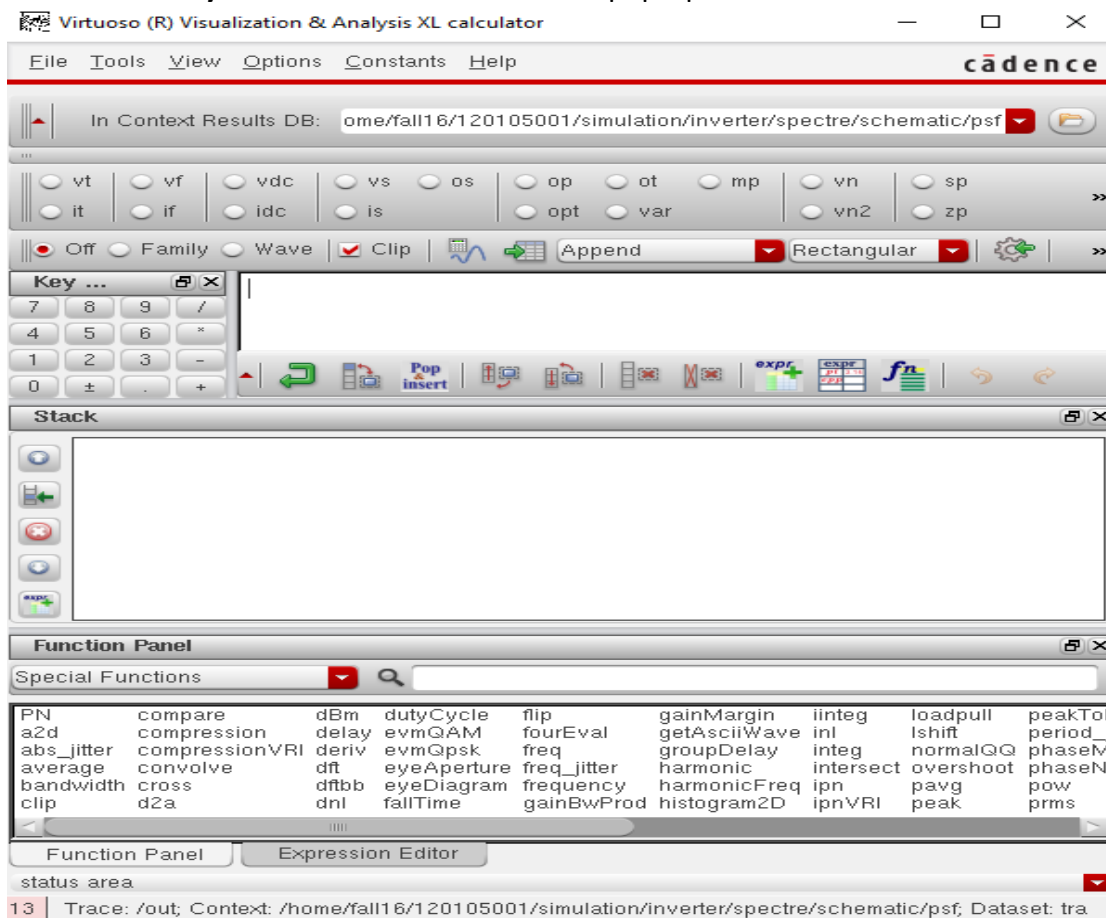 Virtuoso (R) Visualization & Analysis XL calculator
File Tools View Options Constants Help cādence
In Context Results DB: ome/fall16/120105001/simulation/inverter/spectre/schematic/psf
vt vf vdc vs os op ot mp vn sp
it if idc is opt var vn2 zp
Off Family Wave Clip Append Rectangular
Key ...
7 8 9 /
4 5 6 *
1 2 3 -
0 ± . +
Pop insert expr expr fn
Stack
expr
Function Panel
Special Functions
PN compare dBm dutyCycle flip gainMargin iinteg loadpull peakTo
a2d compression delay evmQAM fourEval getAsciiWave inl lshift period_
abs_jitter compressionVRI deriv evmQpsk freq groupDelay integ normalQQ phaseM
average convolve dft eyeAperture freq_jitter harmonic intersect overshoot phaseN
bandwidth cross dftbb eyeDiagram frequency harmonicFreq ipn pavg pow
clip d2a dnl fallTime gainBwProd histogram2D ipnVRI peak prms
Function Panel Expression Editor
status area
13 Trace: /out; Context: /home/fall16/120105001/simulation/inverter/spectre/schematic/psf; Dataset: tra